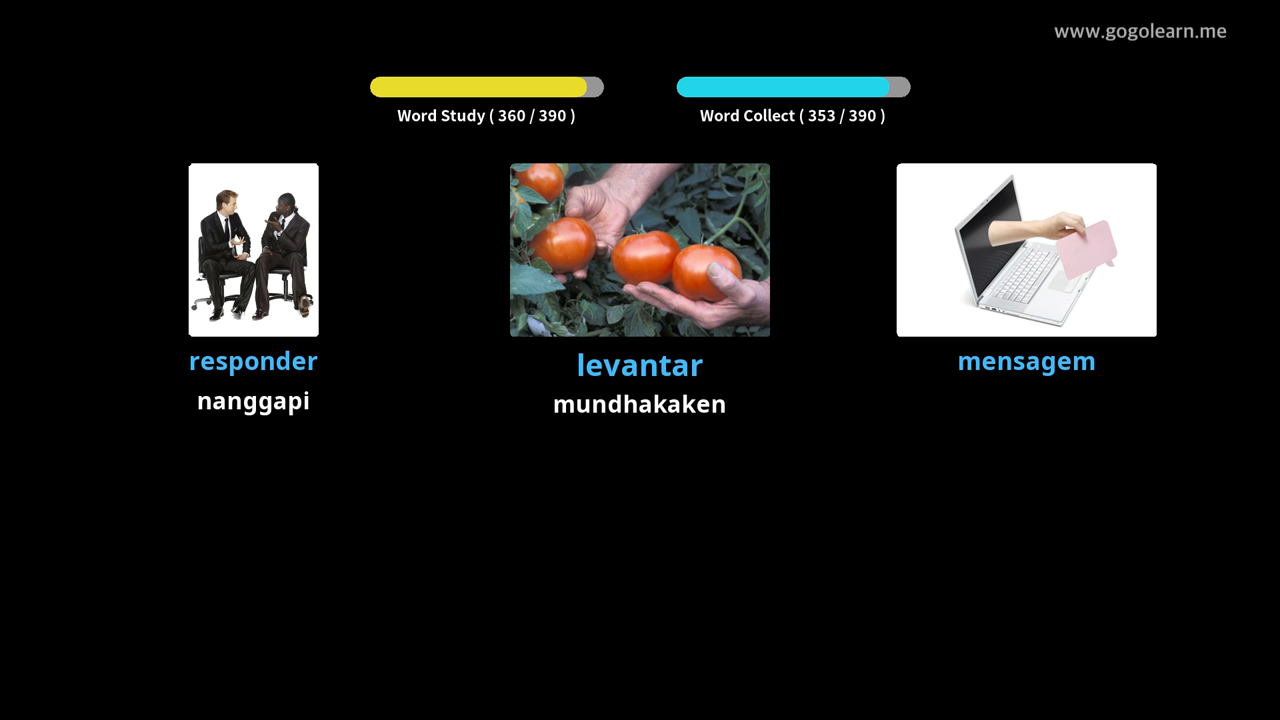 www.gogolearn.me
Word Study ( 360 / 390 )
Word Collect ( 353 / 390 )
responder
nanggapi
levantar
mundhakaken
mensagem